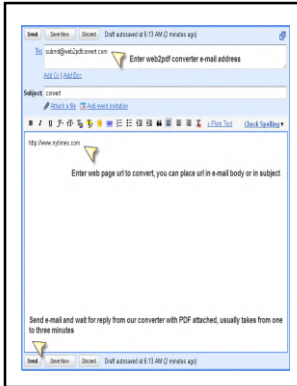 Send Save Now Discard Draft autosaved at 8:13 AM (2 minutes ago)
To: submit@web2pdfconvert.com
Enter web2pdf converter e-mail address
Add Cc | Add Bcc
Subject: convert
Attach a file Add event invitation
« Plain Text Check Spelling ▾
http://www.nytimes.com
Enter web page url to convert, you can place url in e-mail body or in subject
Send e-mail and wait for reply from our converter with PDF attached, usually takes from one
to three minutes
Send Save Now Discard Draft autosaved at 8:13 AM (2 minutes ago)